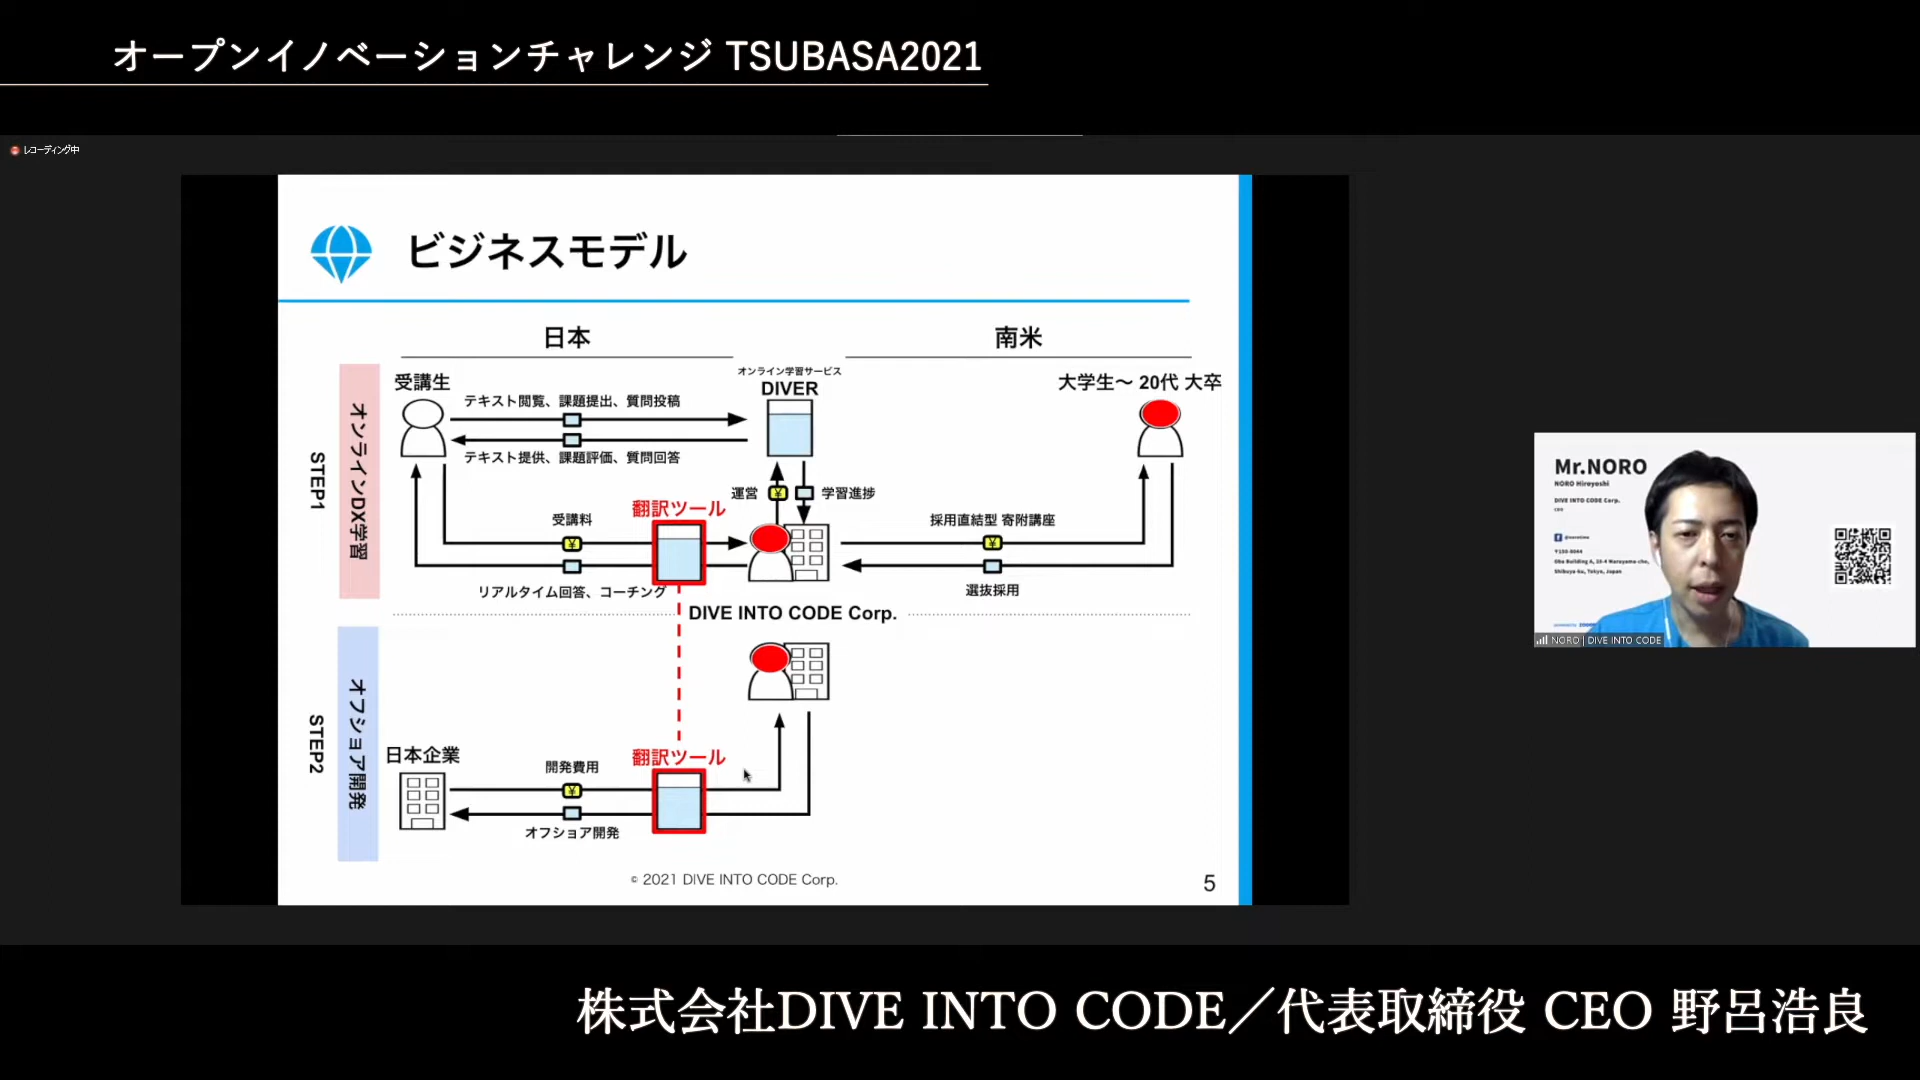 オープンイノベーションチャレンジ TSUBASA2021
レコーディング中
ビジネスモデル
日本
南米
オンライン学習サービス
DIVER
受講生
大学生〜 20代 大卒
テキスト閲覧、課題提出、質問投稿
テキスト提供、課題評価、質問回答
STEP1
オンラインDX学習
運営
学習進捗
翻訳ツール
受講料
採用直結型 寄附講座
リアルタイム回答、コーチング
選抜採用
DIVE INTO CODE Corp.
STEP2
オフショア開発
日本企業
翻訳ツール
開発費用
オフショア開発
© 2021 DIVE INTO CODE Corp.
5
Mr.NORO
NORO Hiroyoshi
DIVE INTO CODE Corp.
CEO
〒150-0044
Shibuya-ku, Tokyo, Japan
NORO | DIVE INTO CODE
株式会社DIVE INTO CODE／代表取締役 CEO 野呂浩良